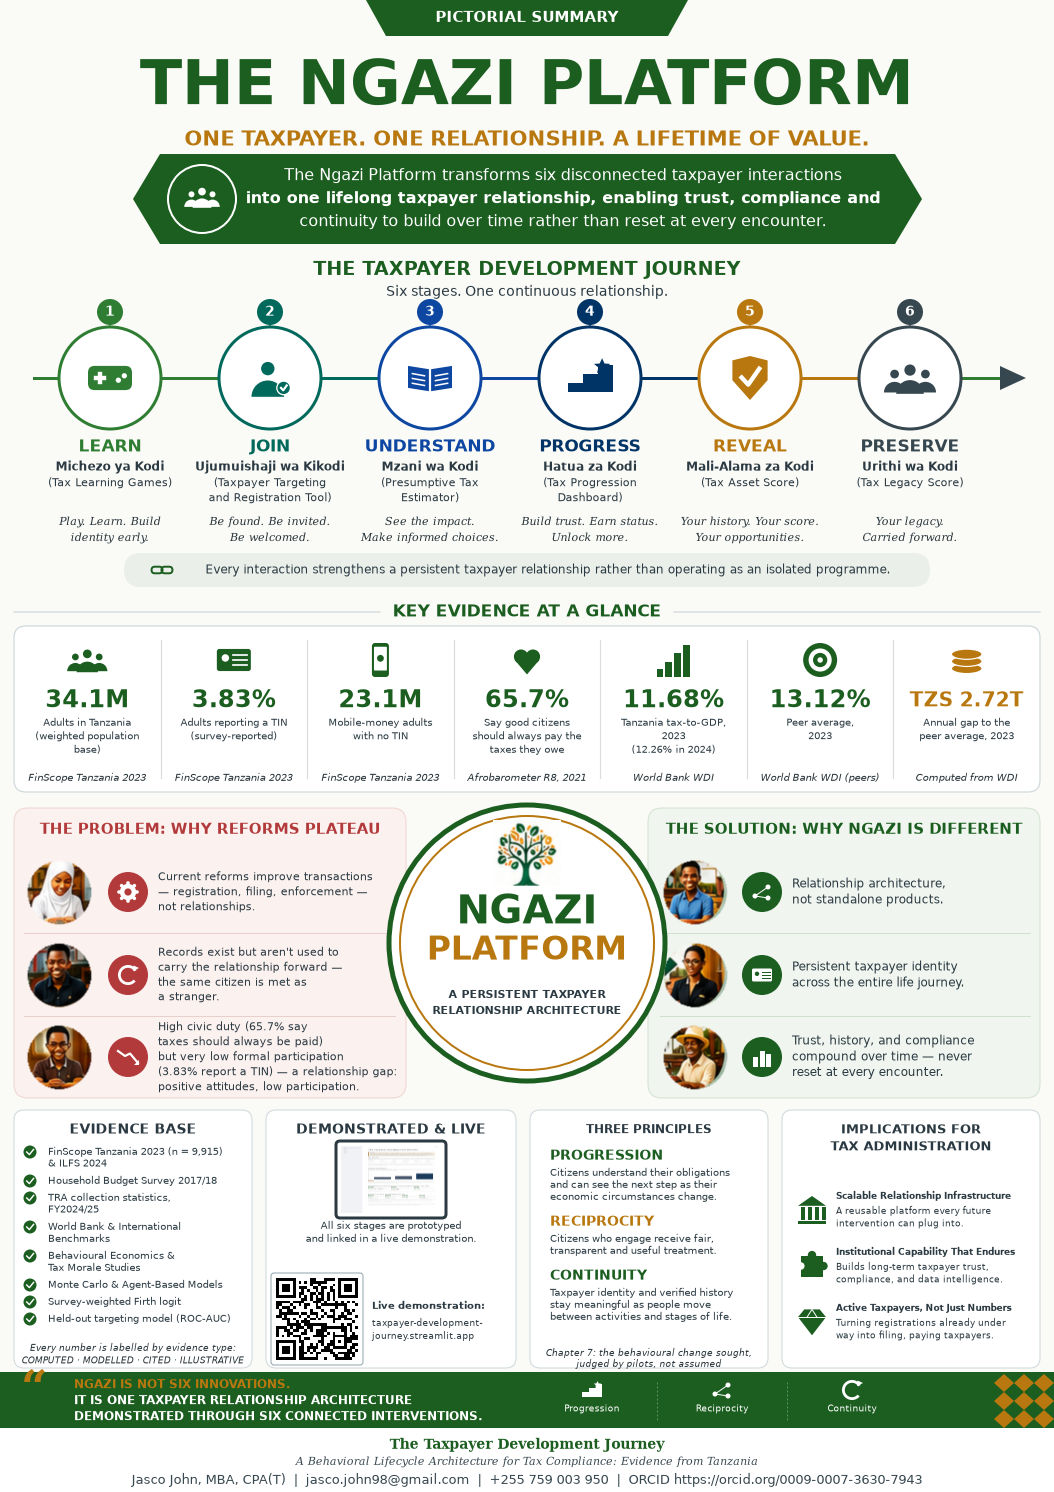 PICTORIAL SUMMARY
THE NGAZI PLATFORM
ONE TAXPAYER. ONE RELATIONSHIP. A LIFETIME OF VALUE.
The Ngazi Platform transforms six disconnected taxpayer interactions
into one lifelong taxpayer relationship, enabling trust, compliance and
continuity to build over time rather than reset at every encounter.
THE TAXPAYER DEVELOPMENT JOURNEY
Six stages. One continuous relationship.
1
LEARN
Michezo ya Kodi
(Tax Learning Games)
Play. Learn. Build
identity early.
2
JOIN
Ujumuishaji wa Kikodi
(Taxpayer Targeting
and Registration Tool)
Be found. Be invited.
Be welcomed.
3
UNDERSTAND
Mzani wa Kodi
(Presumptive Tax
Estimator)
See the impact.
Make informed choices.
4
PROGRESS
Hatua za Kodi
(Tax Progression
Dashboard)
Build trust. Earn status.
Unlock more.
5
REVEAL
Mali-Alama za Kodi
(Tax Asset Score)
Your history. Your score.
Your opportunities.
6
PRESERVE
Urithi wa Kodi
(Tax Legacy Score)
Your legacy.
Carried forward.
Every interaction strengthens a persistent taxpayer relationship rather than operating as an isolated programme.
KEY EVIDENCE AT A GLANCE
34.1M
Adults in Tanzania
(weighted population
base)
FinScope Tanzania 2023
3.83%
Adults reporting a TIN
(survey-reported)
FinScope Tanzania 2023
23.1M
Mobile-money adults
with no TIN
FinScope Tanzania 2023
65.7%
Say good citizens
should always pay the
taxes they owe
Afrobarometer R8, 2021
11.68%
Tanzania tax-to-GDP,
2023
(12.26% in 2024)
World Bank WDI
13.12%
Peer average,
2023
World Bank WDI (peers)
TZS 2.72T
Annual gap to the
peer average, 2023
Computed from WDI
THE PROBLEM: WHY REFORMS PLATEAU
Current reforms improve transactions
— registration, filing, enforcement —
not relationships.
Records exist but aren't used to
carry the relationship forward —
the same citizen is met as
a stranger.
High civic duty (65.7% say
taxes should always be paid)
but very low formal participation
(3.83% report a TIN) — a relationship gap:
positive attitudes, low participation.
NGAZI
PLATFORM
A PERSISTENT TAXPAYER
RELATIONSHIP ARCHITECTURE
THE SOLUTION: WHY NGAZI IS DIFFERENT
Relationship architecture,
not standalone products.
Persistent taxpayer identity
across the entire life journey.
Trust, history, and compliance
compound over time — never
reset at every encounter.
EVIDENCE BASE
FinScope Tanzania 2023 (n = 9,915)
& ILFS 2024
Household Budget Survey 2017/18
TRA collection statistics,
FY2024/25
World Bank & International
Benchmarks
Behavioural Economics &
Tax Morale Studies
Monte Carlo & Agent-Based Models
Survey-weighted Firth logit
Held-out targeting model (ROC-AUC)
Every number is labelled by evidence type:
COMPUTED · MODELLED · CITED · ILLUSTRATIVE
DEMONSTRATED & LIVE
All six stages are prototyped
and linked in a live demonstration.
Live demonstration:
taxpayer-development-
journey.streamlit.app
THREE PRINCIPLES
PROGRESSION
Citizens understand their obligations
and can see the next step as their
economic circumstances change.
RECIPROCITY
Citizens who engage receive fair,
transparent and useful treatment.
CONTINUITY
Taxpayer identity and verified history
stay meaningful as people move
between activities and stages of life.
Chapter 7: the behavioural change sought,
judged by pilots, not assumed
IMPLICATIONS FOR
TAX ADMINISTRATION
Scalable Relationship Infrastructure
A reusable platform every future
intervention can plug into.
Institutional Capability That Endures
Builds long-term taxpayer trust,
compliance, and data intelligence.
Active Taxpayers, Not Just Numbers
Turning registrations already under
way into filing, paying taxpayers.
“
NGAZI IS NOT SIX INNOVATIONS.
IT IS ONE TAXPAYER RELATIONSHIP ARCHITECTURE
DEMONSTRATED THROUGH SIX CONNECTED INTERVENTIONS.
Progression
Reciprocity
Continuity
The Taxpayer Development Journey
A Behavioral Lifecycle Architecture for Tax Compliance: Evidence from Tanzania
Jasco John, MBA, CPA(T) | jasco.john98@gmail.com | +255 759 003 950 | ORCID https://orcid.org/0009-0007-3630-7943